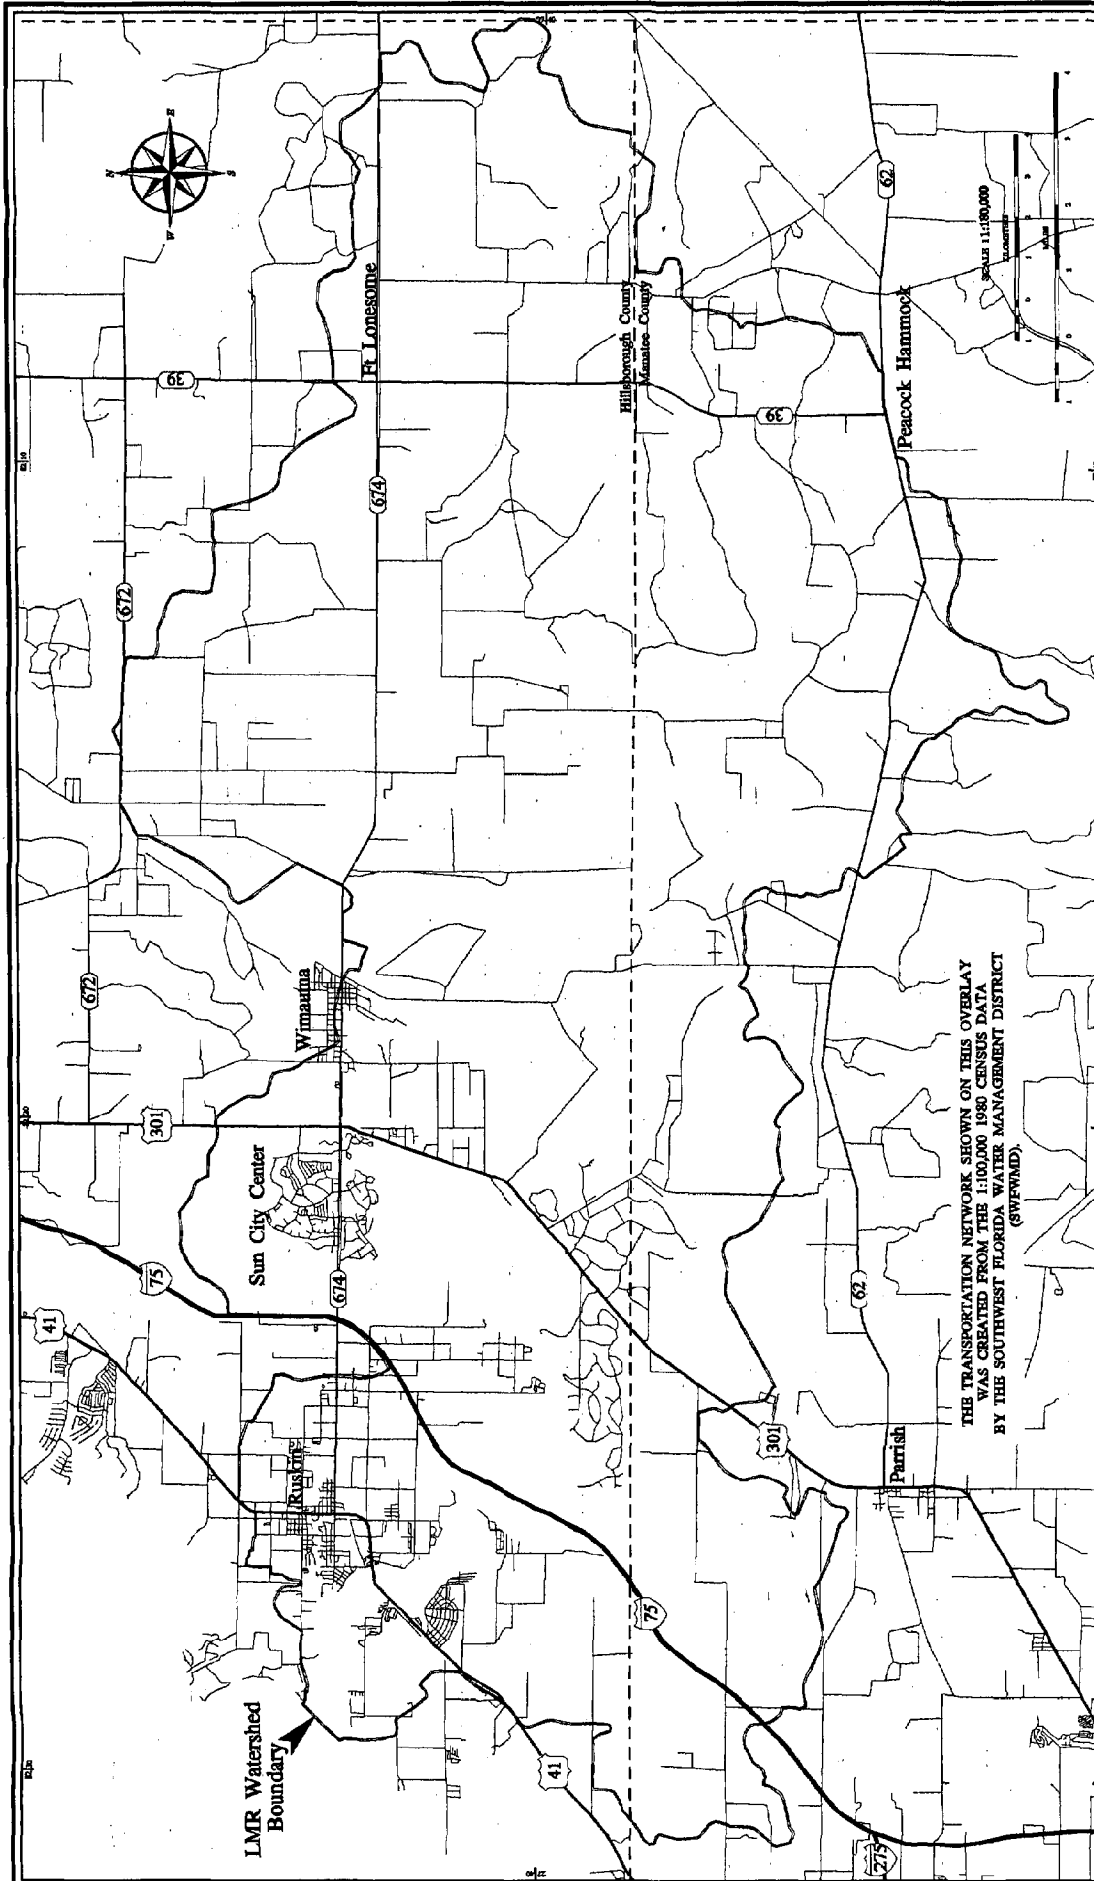 N
E
S
W
41
75
301
672
672
39
LMR Watershed
Boundary
Ruskin
Sun City Center
674
Wimauma
674
Ft Lonesome
Hillsborough County
Manatee County
41
75
301
39
275
Parrish
62
Peacock Hammock
62
THE TRANSPORTATION NETWORK SHOWN ON THIS OVERLAY
WAS CREATED FROM THE 1:100,000 1980 CENSUS DATA
BY THE SOUTHWEST FLORIDA WATER MANAGEMENT DISTRICT
(SWFWMD).
SCALE 1:180,000
KILOMETERS
MILES